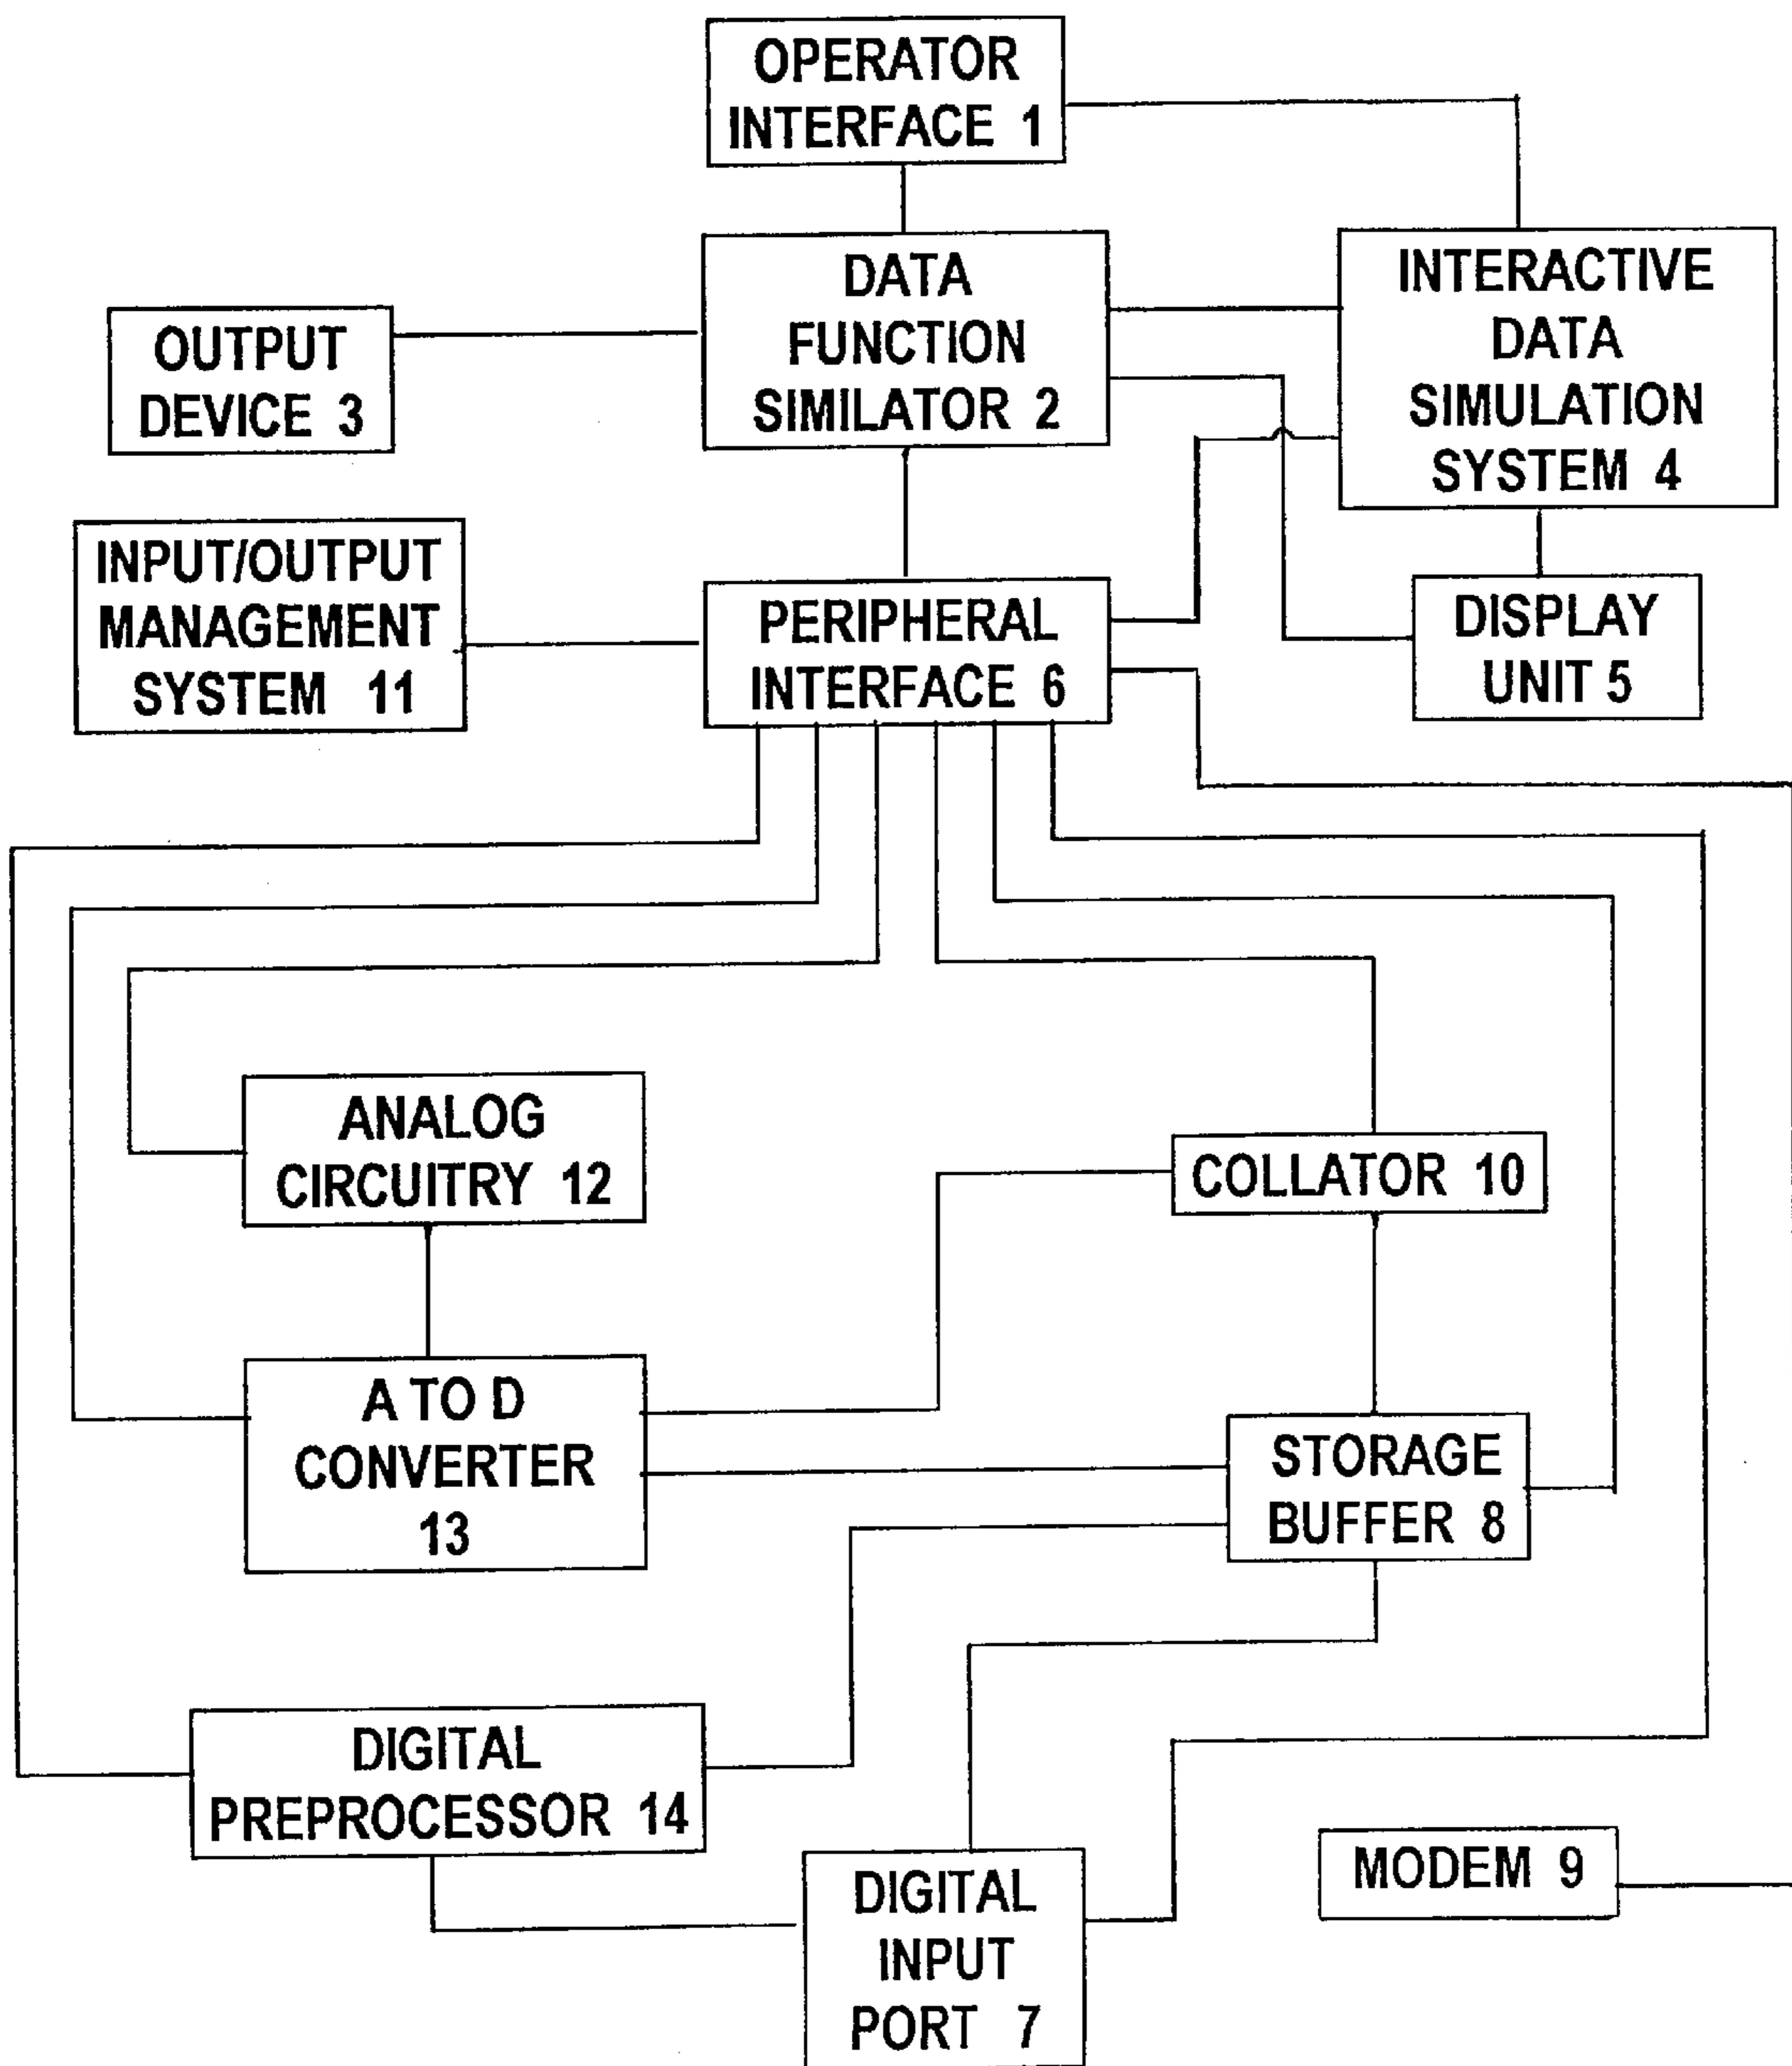 OPERATOR
INTERFACE 1
DATA
FUNCTION
SIMILATOR 2
INTERACTIVE
DATA
SIMULATION
SYSTEM 4
OUTPUT
DEVICE 3
INPUT/OUTPUT
MANAGEMENT
SYSTEM 11
PERIPHERAL
INTERFACE 6
DISPLAY
UNIT 5
ANALOG
CIRCUITRY 12
COLLATOR 10
A TO D
CONVERTER
13
STORAGE
BUFFER 8
DIGITAL
PREPROCESSOR 14
DIGITAL
INPUT
PORT 7
MODEM 9